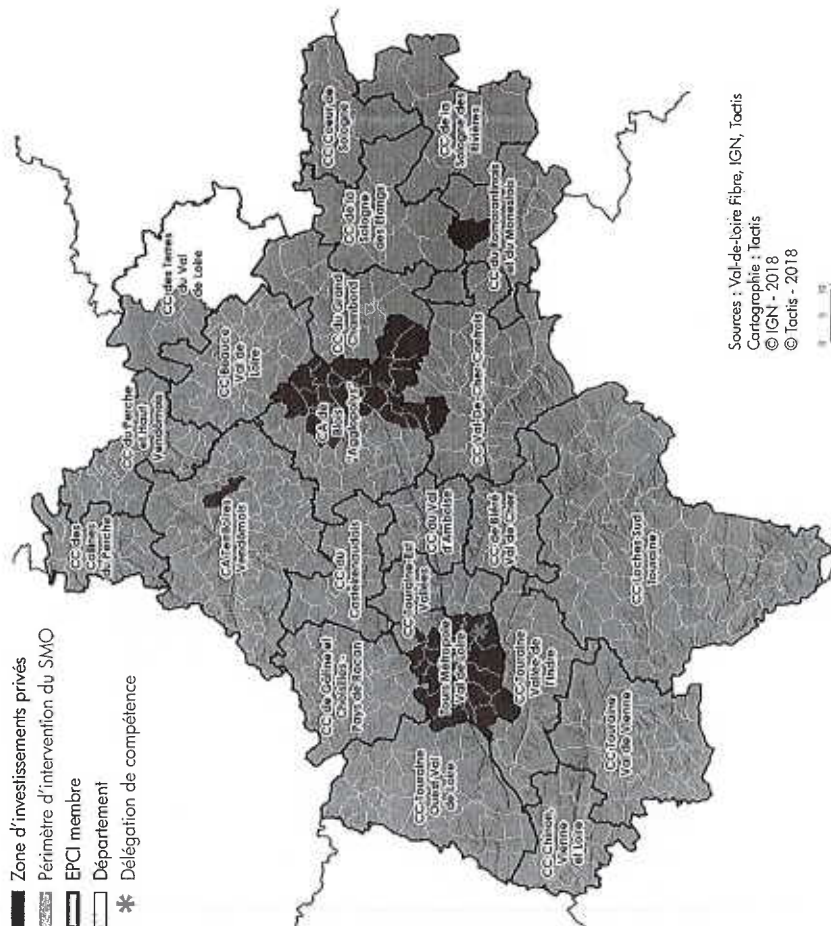 Zone d'investissements privés
Périmètre d'intervention du SMO
EPCI membre
Département
Délégation de compétence
CC des
Collines
du Perche
CC du Perche
et Haut
Vendômois
CC des Terres
du Val
de Loire
CA Territoires
Vendômois
CC Beauce
Val de
Loire
CC Coeur de
Sologne
CC de la
Sologne
des Etangs
CC du Grand
Chambord
CA de
Blois
"Agglopolys"
CC de la
Sologne des
Rivières
CC du Romorantinais
et du Monestois
CC de Gâtine et
Choisilles -
Pays de Racan
CC du
Castelrenaudais
CC Touraine Est
Vallées
CC du Val
d'Amboise
CC Val-De-Cher-Controis
CC Touraine
Ouest Val
de Loire
Tours Métropole
Val de Loire
CC de Bléré
Val de Cher
CC Touraine
Vallée de
l'Indre
CC Chinon,
Vienne
et Loire
CC Touraine
Val de Vienne
CC Loches Sud
Touraine
Sources : Val-de-Loire Fibre, IGN, Tactis
Cartographie : Tactis
© IGN - 2018
© Tactis - 2018